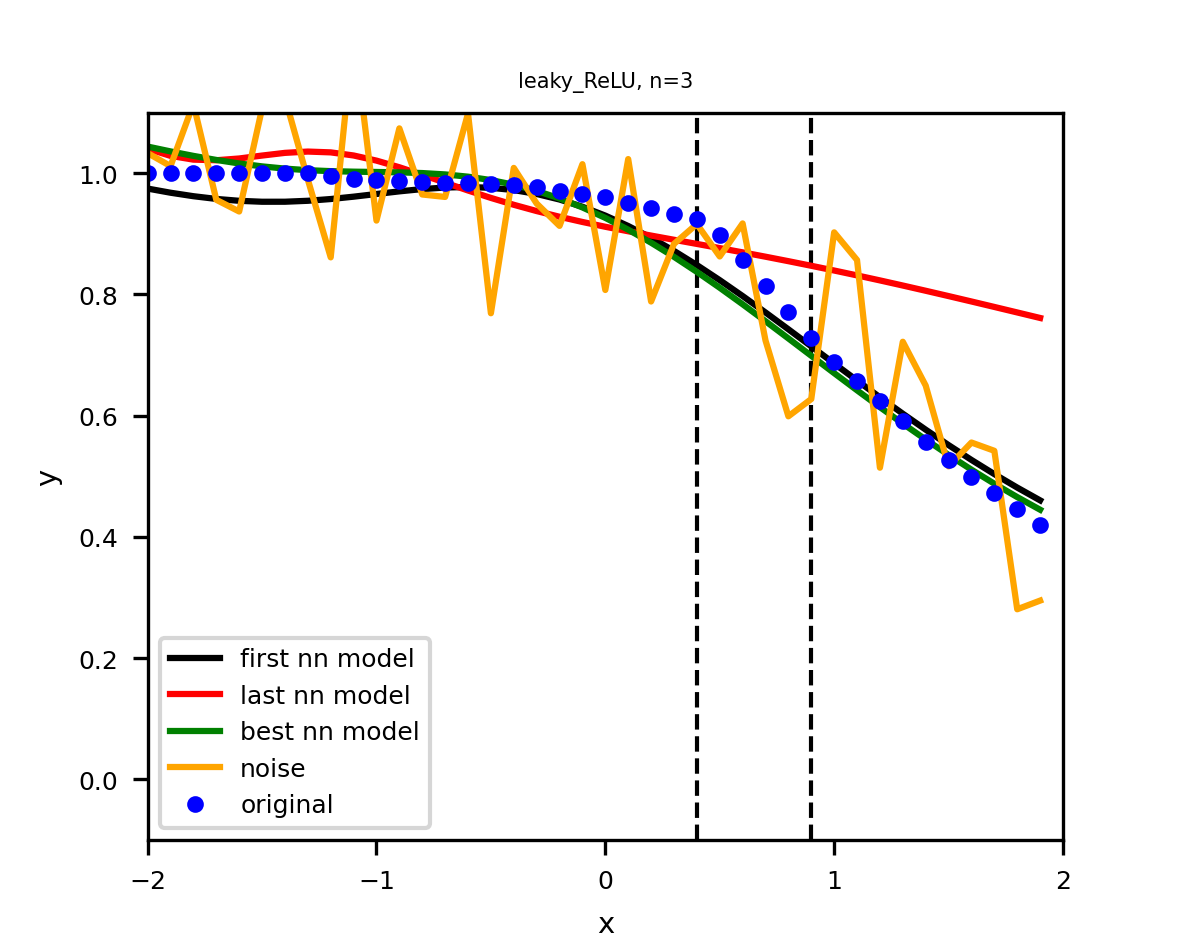 leaky_ReLU, n=3
1.0
0.8
0.6
0.4
0.2
0.0
y
first nn model
last nn model
best nn model
noise
original
−2
−1
0
1
2
x